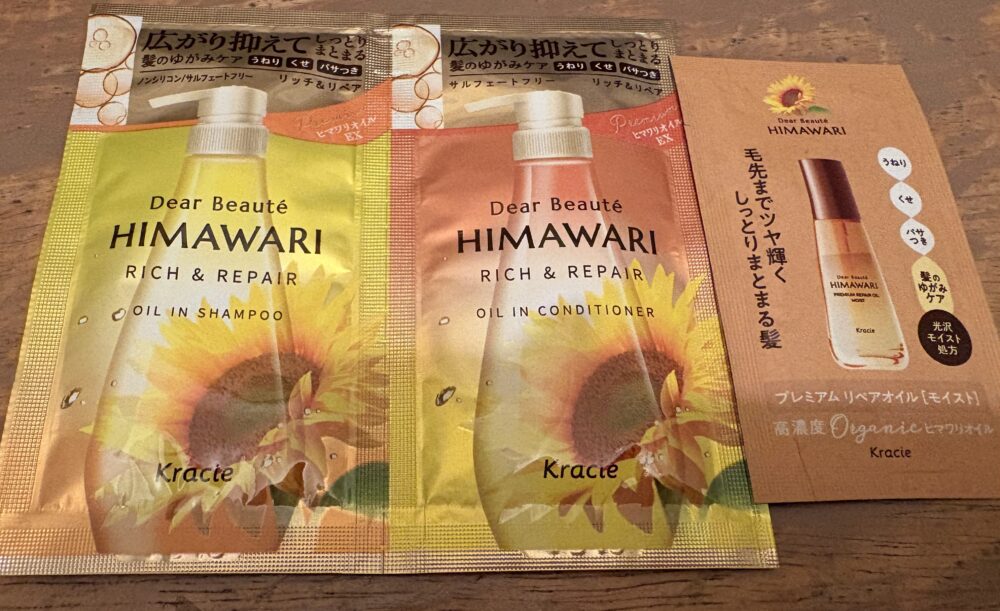 広がり抑えて しっとり
まとまる
髪のゆがみケア うねり くせ パサつき
ノンシリコン/サルフェートフリー リッチ&リペア
ヒマワリオイル
EX
Dear Beauté
HIMAWARI
RICH & REPAIR
OIL IN SHAMPOO
Kracie
広がり抑えて しっとり
まとまる
髪のゆがみケア うねり くせ パサつき
サルフェートフリー リッチ&リペア
Premium
ヒマワリオイル
EX
Dear Beauté
HIMAWARI
RICH & REPAIR
OIL IN CONDITIONER
Kracie
Dear Beauté
HIMAWARI
毛先までツヤ輝く
しっとりまとまる髪
うねり
くせ
パサ
つき
髪の
ゆがみ
ケア
光沢
モイスト
処方
Dear Beauté
HIMAWARI
PREMIUM REPAIR OIL
MOIST
Kracie
プレミアム リペアオイル [モイスト]
高濃度 Organic ヒマワリオイル
Kracie